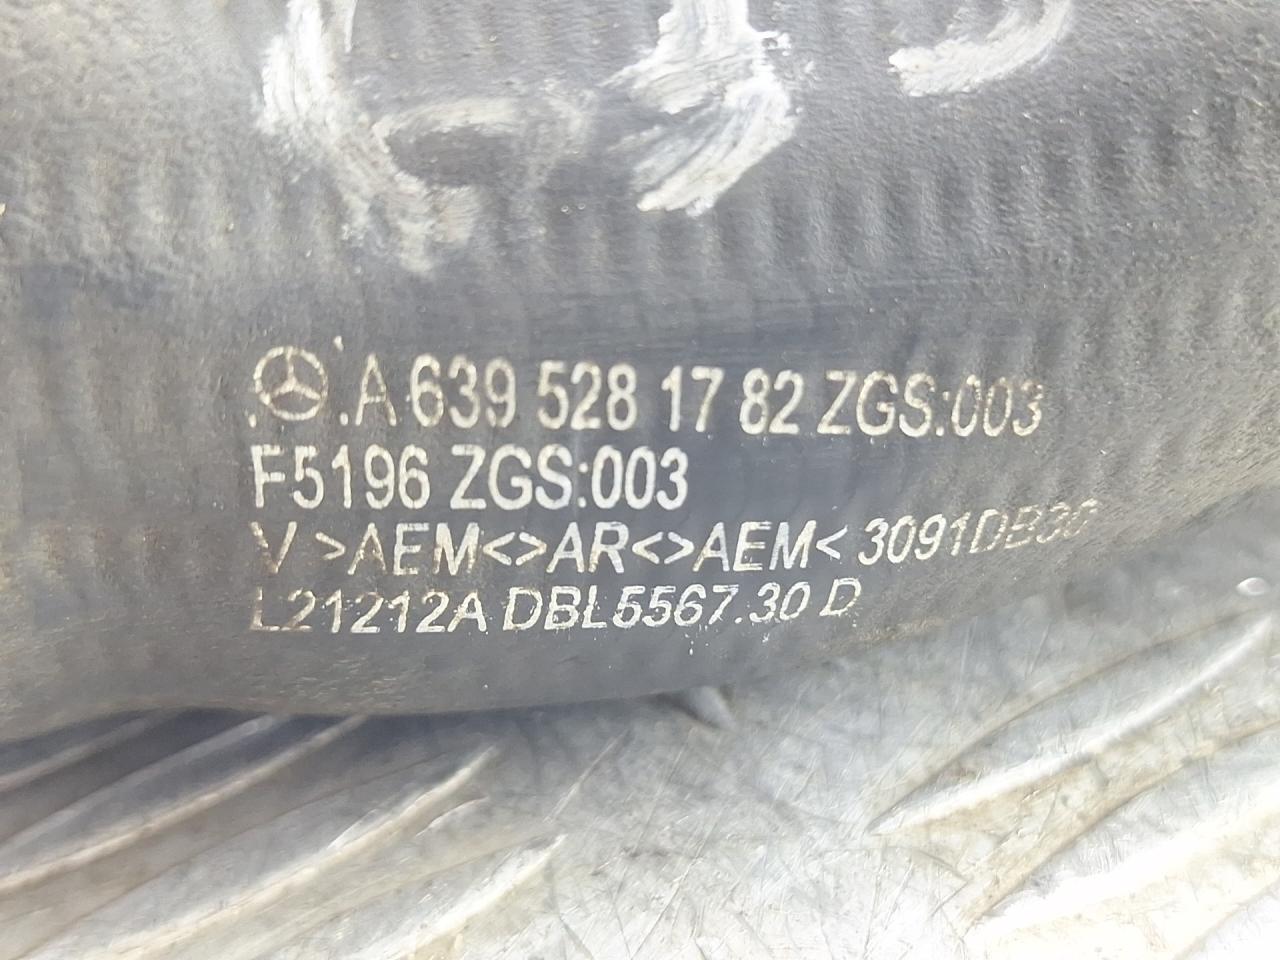 .A 639 528 17 82 ZGS:003
F5196 ZGS:003
V >AEM<>AR<>AEM< 3091DB30
L21212A DBL5567.30 D